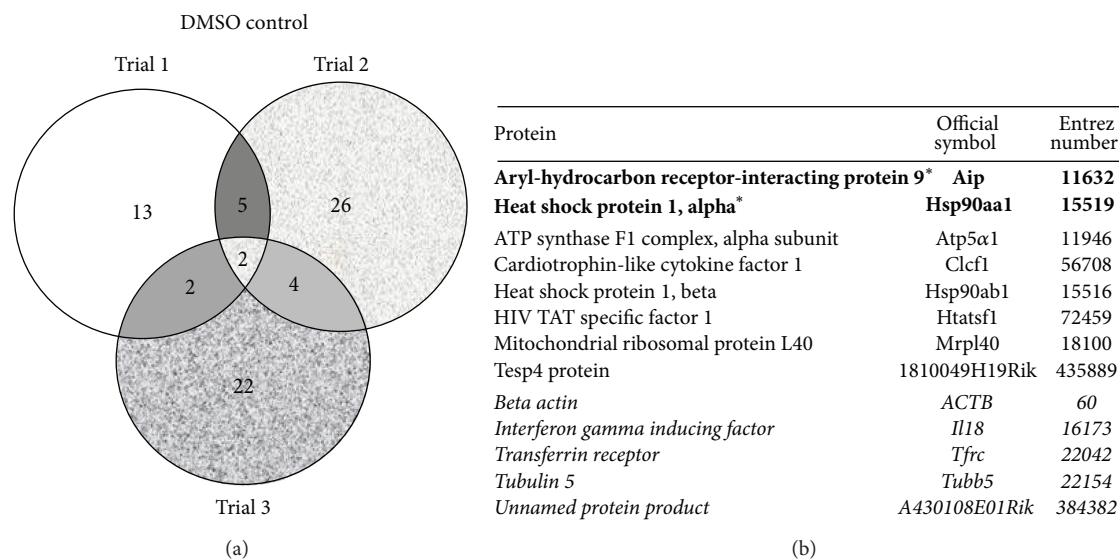 DMSO control
Trial 1
Trial 2
13
5
26
2
2
4
22
Trial 3
(a)
Protein Official symbol Entrez number
Aryl-hydrocarbon receptor-interacting protein 9* Aip 11632
Heat shock protein 1, alpha* Hsp90aa1 15519
ATP synthase F1 complex, alpha subunit Atp5α1 11946
Cardiotrophin-like cytokine factor 1 Clcf1 56708
Heat shock protein 1, beta Hsp90ab1 15516
HIV TAT specific factor 1 Htatsf1 72459
Mitochondrial ribosomal protein L40 Mrpl40 18100
Tesp4 protein 1810049H19Rik 435889
Beta actin ACTB 60
Interferon gamma inducing factor Il18 16173
Transferrin receptor Tfrc 22042
Tubulin 5 Tubb5 22154
Unnamed protein product A430108E01Rik 384382
(b)